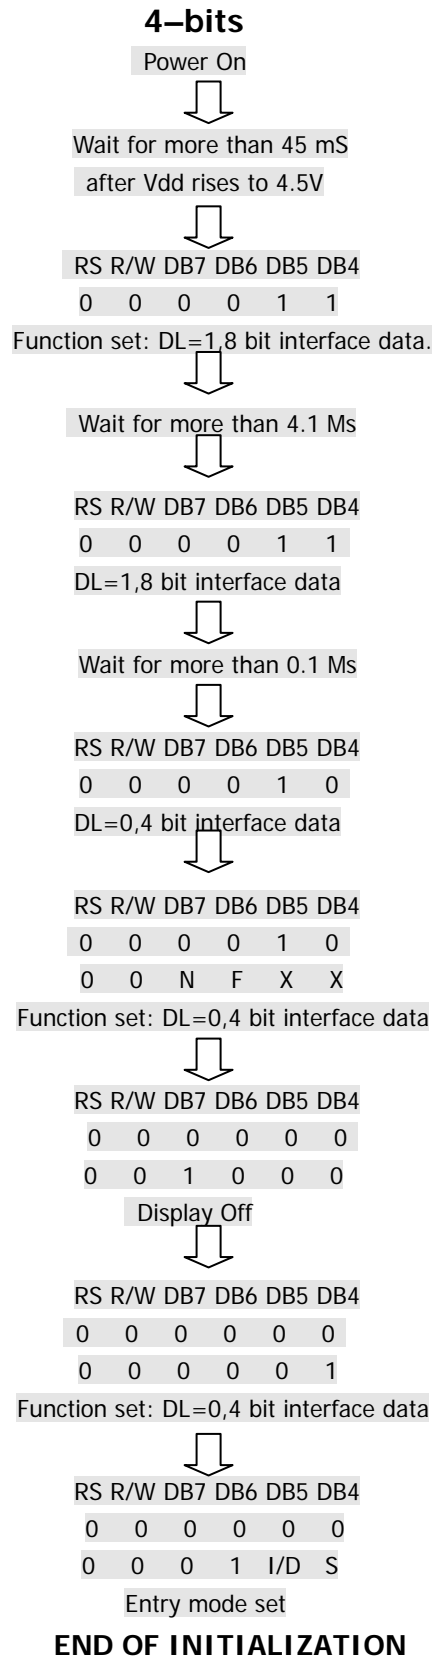 4–bits
Power On
Wait for more than 45 mS
after Vdd rises to 4.5V
RS R/W DB7 DB6 DB5 DB4
0 0 0 0 1 1
Function set: DL=1,8 bit interface data.
Wait for more than 4.1 Ms
RS R/W DB7 DB6 DB5 DB4
0 0 0 0 1 1
DL=1,8 bit interface data
Wait for more than 0.1 Ms
RS R/W DB7 DB6 DB5 DB4
0 0 0 0 1 0
DL=0,4 bit interface data
RS R/W DB7 DB6 DB5 DB4
0 0 0 0 1 0
0 0 N F X X
Function set: DL=0,4 bit interface data
RS R/W DB7 DB6 DB5 DB4
0 0 0 0 0 0
0 0 1 0 0 0
Display Off
RS R/W DB7 DB6 DB5 DB4
0 0 0 0 0 0
0 0 0 0 0 1
Function set: DL=0,4 bit interface data
RS R/W DB7 DB6 DB5 DB4
0 0 0 0 0 0
0 0 0 1 I/D S
Entry mode set
END OF INITIALIZATION